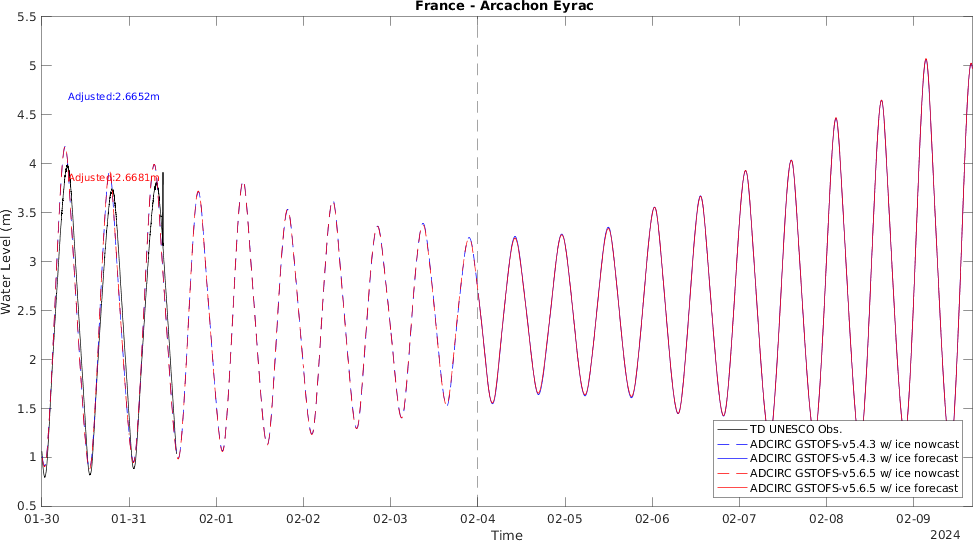 France - Arcachon Eyrac
Water Level (m)
5.5
5
4.5
4
3.5
3
2.5
2
1.5
1
0.5
Adjusted:2.6652m
Adjusted:2.6681m
TD UNESCO Obs.
ADCIRC GSTOFS-v5.4.3 w/ ice nowcast
ADCIRC GSTOFS-v5.4.3 w/ ice forecast
ADCIRC GSTOFS-v5.6.5 w/ ice nowcast
ADCIRC GSTOFS-v5.6.5 w/ ice forecast
01-30 01-31 02-01 02-02 02-03 02-04 02-05 02-06 02-07 02-08 02-09
Time
2024